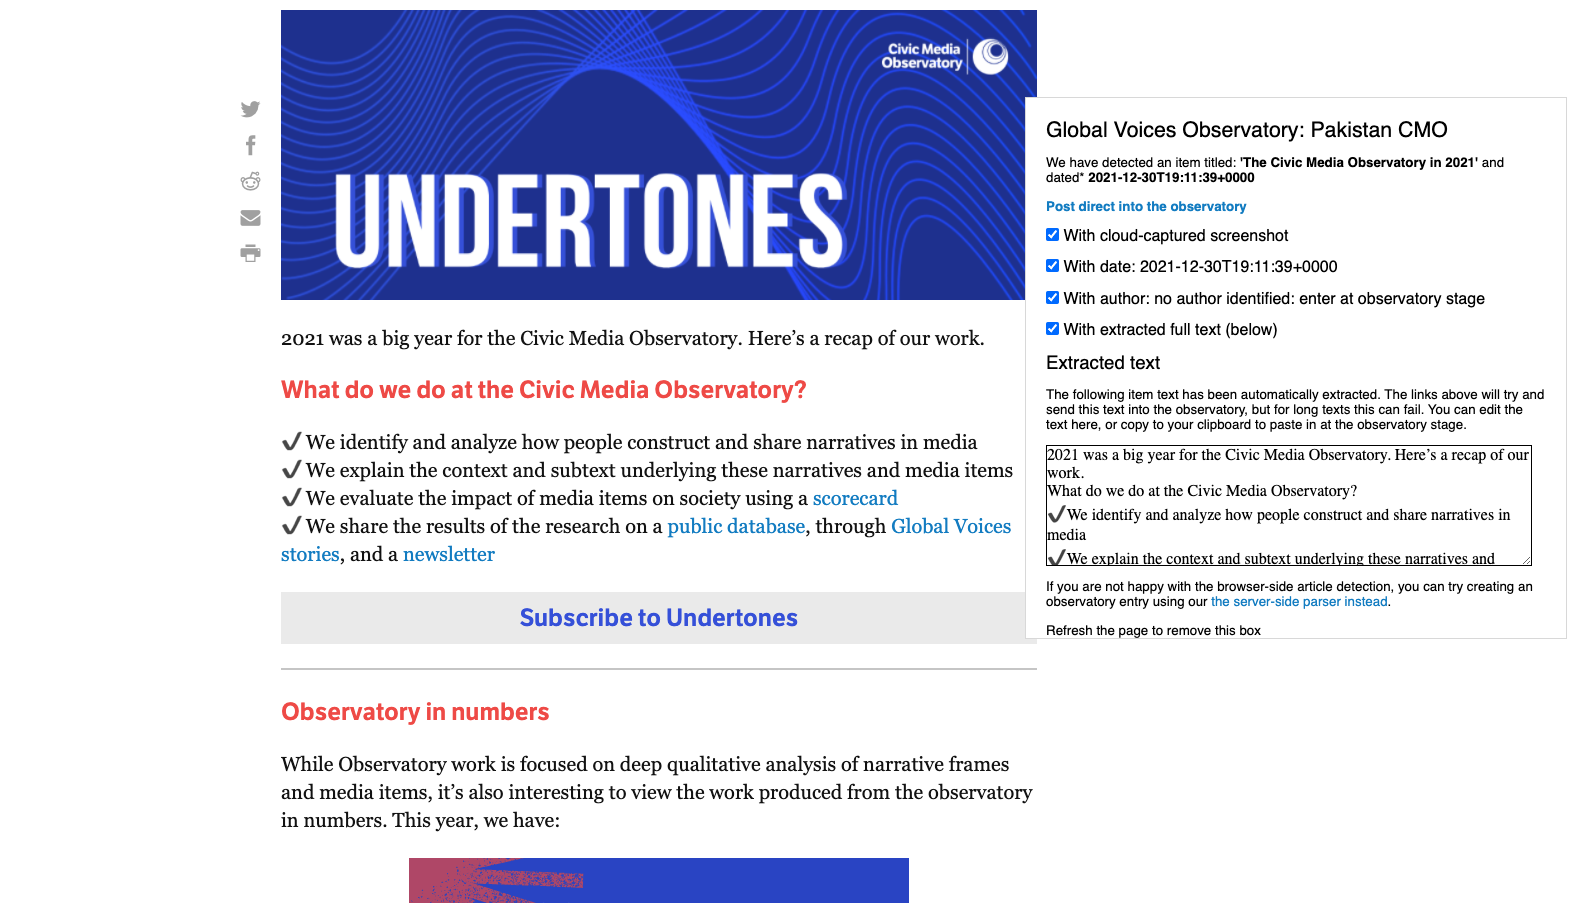 Civic Media
Observatory
UNDERTONES
2021 was a big year for the Civic Media Observatory. Here’s a recap of our work.
What do we do at the Civic Media Observatory?
✔We identify and analyze how people construct and share narratives in media
✔We explain the context and subtext underlying these narratives and media items
✔We evaluate the impact of media items on society using a scorecard
✔We share the results of the research on a public database, through Global Voices
stories, and a newsletter
Subscribe to Undertones
Observatory in numbers
While Observatory work is focused on deep qualitative analysis of narrative frames
and media items, it’s also interesting to view the work produced from the observatory
in numbers. This year, we have:
Global Voices Observatory: Pakistan CMO
We have detected an item titled: 'The Civic Media Observatory in 2021' and
dated* 2021-12-30T19:11:39+0000
Post direct into the observatory
With cloud-captured screenshot
With date: 2021-12-30T19:11:39+0000
With author: no author identified: enter at observatory stage
With extracted full text (below)
Extracted text
The following item text has been automatically extracted. The links above will try and
send this text into the observatory, but for long texts this can fail. You can edit the
text here, or copy to your clipboard to paste in at the observatory stage.
2021 was a big year for the Civic Media Observatory. Here’s a recap of our
work.
What do we do at the Civic Media Observatory?
✔We identify and analyze how people construct and share narratives in
media
✔We explain the context and subtext underlying these narratives and
If you are not happy with the browser-side article detection, you can try creating an
observatory entry using our the server-side parser instead.
Refresh the page to remove this box